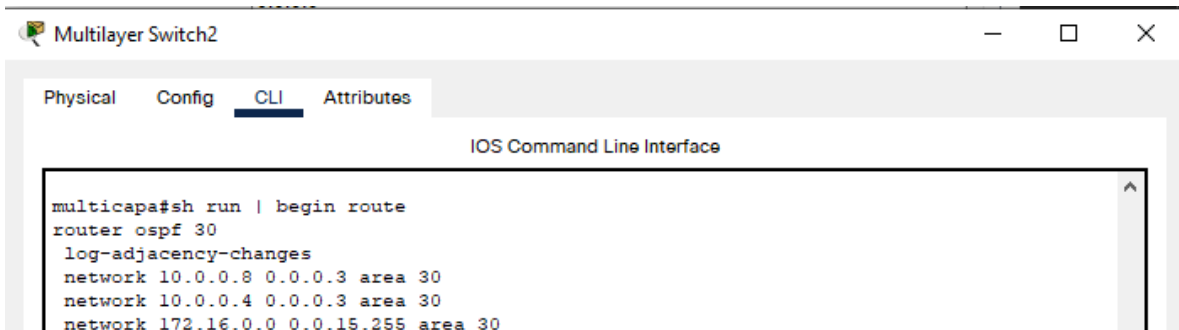 Multilayer Switch2
Physical Config CLI Attributes
IOS Command Line Interface
multicapa#sh run | begin route
router ospf 30
log-adjacency-changes
network 10.0.0.8 0.0.0.3 area 30
network 10.0.0.4 0.0.0.3 area 30
network 172.16.0.0 0.0.15.255 area 30